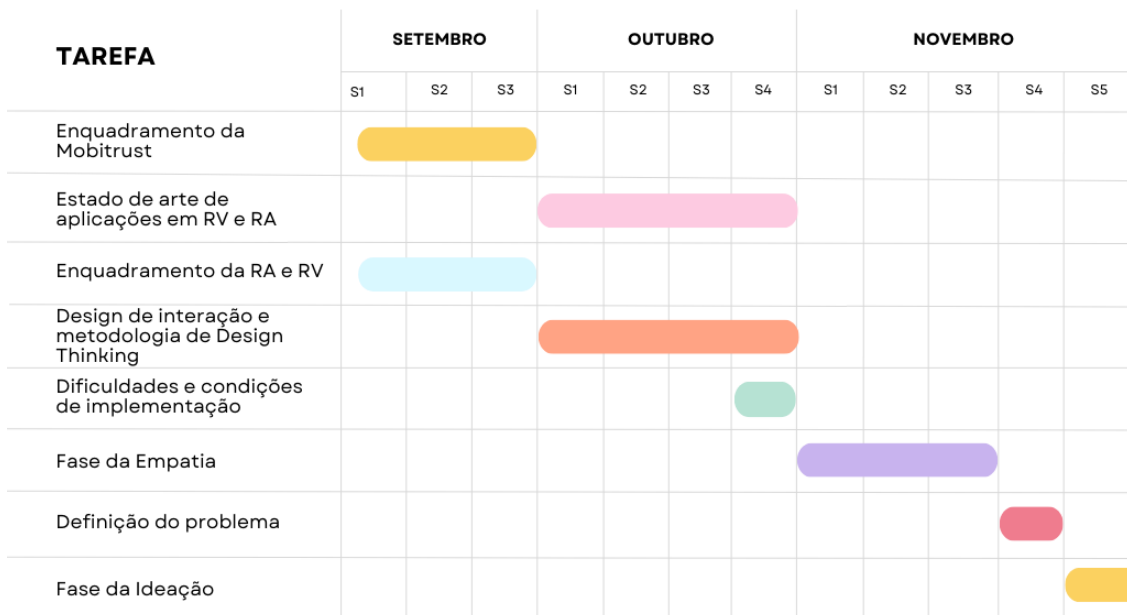 TAREFA
SETEMBRO
OUTUBRO
NOVEMBRO
S1 S2 S3 S1 S2 S3 S4 S1 S2 S3 S4 S5
Enquadramento da
Mobitrust
Estado de arte de
aplicações em RV e RA
Enquadramento da RA e RV
Design de interação e
metodologia de Design
Thinking
Dificuldades e condições
de implementação
Fase da Empatia
Definição do problema
Fase da Ideação